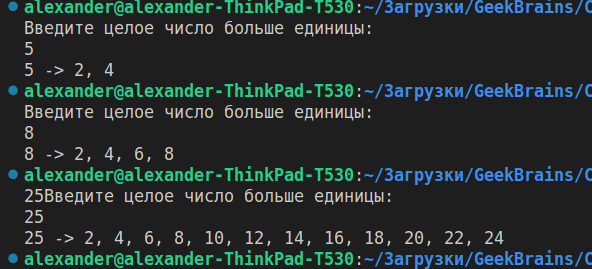 alexander@alexander-ThinkPad-T530:~/Загрузки/GeekBrains/C
Введите целое число больше единицы:
5
5 -> 2, 4
alexander@alexander-ThinkPad-T530:~/Загрузки/GeekBrains/C
Введите целое число больше единицы:
8
8 -> 2, 4, 6, 8
alexander@alexander-ThinkPad-T530:~/Загрузки/GeekBrains/C
25Введите целое число больше единицы:
25
25 -> 2, 4, 6, 8, 10, 12, 14, 16, 18, 20, 22, 24
alexander@alexander-ThinkPad-T530:~/Загрузки/GeekBrains/C